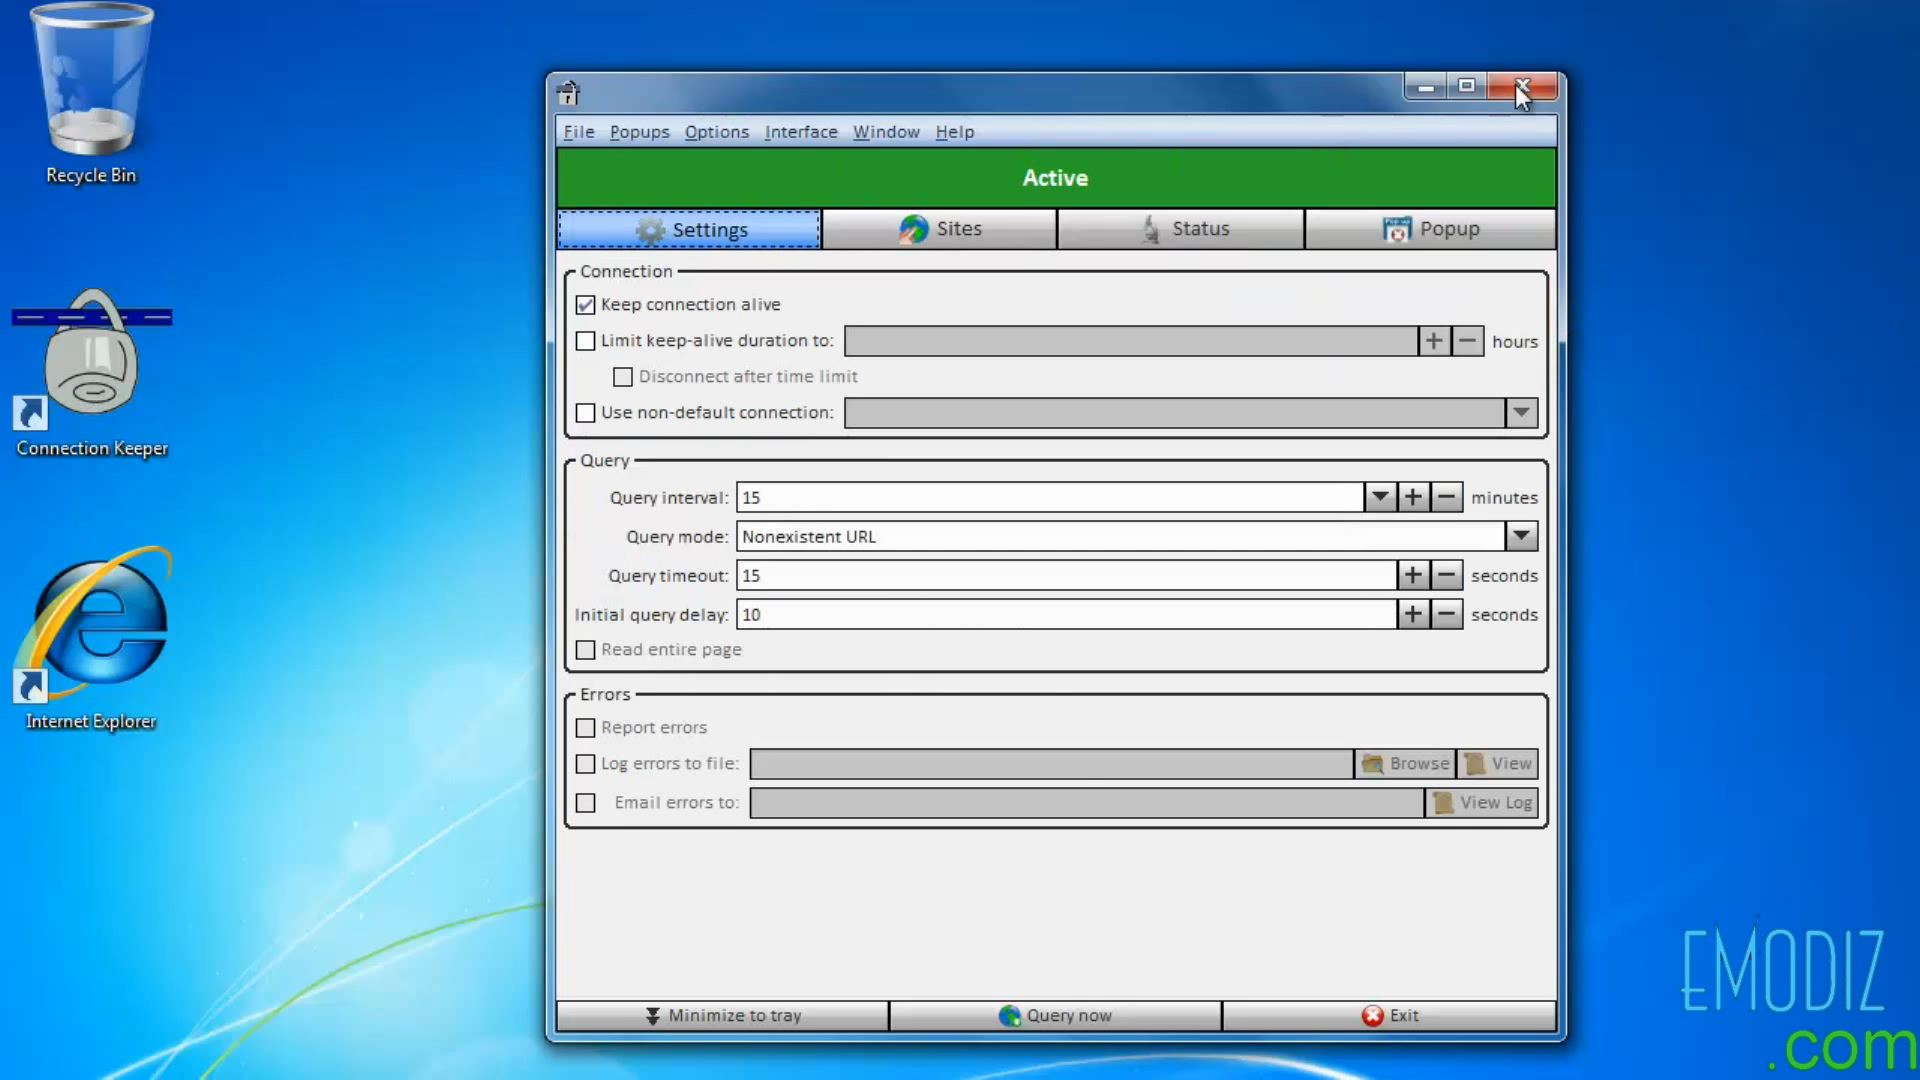 Recycle Bin
Connection Keeper
Internet Explorer
File Popups Options Interface Window Help
Active
Settings Sites Status Popup
Connection
Keep connection alive
Limit keep-alive duration to: hours
Disconnect after time limit
Use non-default connection:
Query
Query interval: 15 minutes
Query mode: Nonexistent URL
Query timeout: 15 seconds
Initial query delay: 10 seconds
Read entire page
Errors
Report errors
Log errors to file: Browse View
Email errors to: View Log
Minimize to tray Query now Exit
EMODIZ
.com